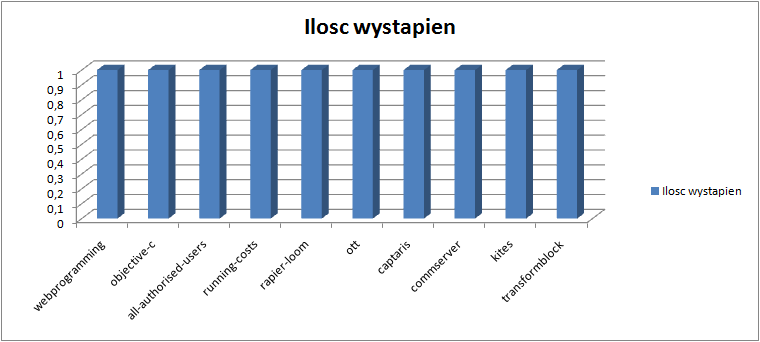 Ilosc wystapien
1
0,9
0,8
0,7
0,6
0,5
0,4
0,3
0,2
0,1
0
webprogramming
objective-c
all-authorised-users
running-costs
rapier-loom
ott
captaris
commserver
kites
transformblock
Ilosc wystapien